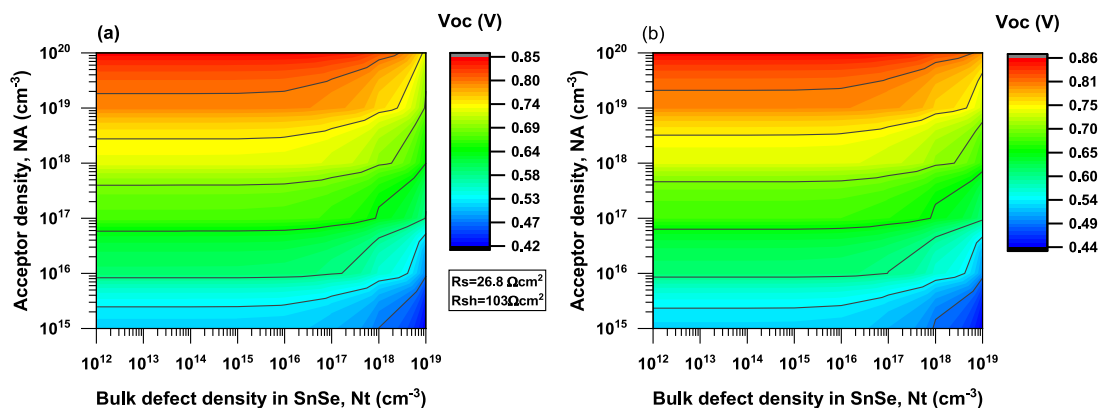 (a)
Voc (V)
Acceptor density, NA (cm⁻³)
10²⁰
10¹⁹
10¹⁸
10¹⁷
10¹⁶
10¹⁵
10¹² 10¹³ 10¹⁴ 10¹⁵ 10¹⁶ 10¹⁷ 10¹⁸ 10¹⁹
Bulk defect density in SnSe, Nt (cm⁻³)
0.85
0.80
0.74
0.69
0.64
0.58
0.53
0.47
0.42
Rs=26.8 Ωcm²
Rsh=103Ωcm²
(b)
Voc (V)
Acceptor density, NA (cm⁻³)
10²⁰
10¹⁹
10¹⁸
10¹⁷
10¹⁶
10¹⁵
10¹² 10¹³ 10¹⁴ 10¹⁵ 10¹⁶ 10¹⁷ 10¹⁸ 10¹⁹
Bulk defect density in SnSe, Nt (cm⁻³)
0.86
0.81
0.75
0.70
0.65
0.60
0.54
0.49
0.44